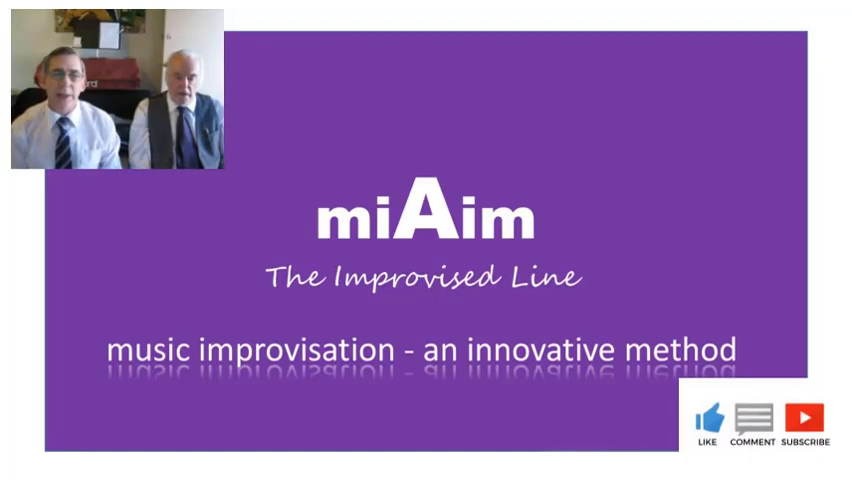 miAim
The Improvised Line
music improvisation - an innovative method
LIKE COMMENT SUBSCRIBE